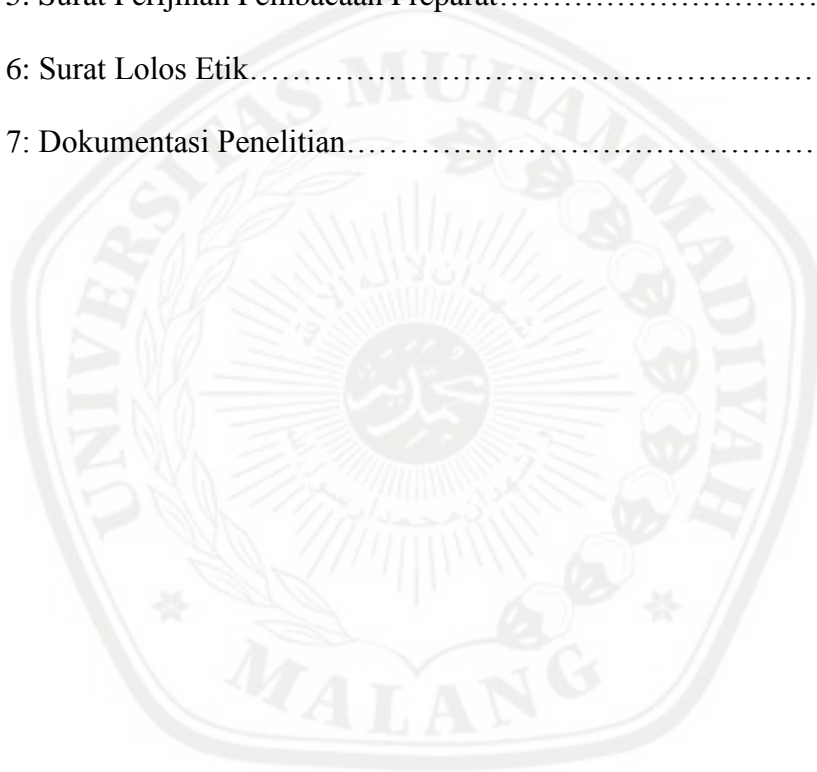 5: Surat Perijinan Pembacaan Preparat……………………………
6: Surat Lolos Etik………………………………………………
7: Dokumentasi Penelitian………………………………………
UNIVERSITAS MUHAMMADIYAH
MALANG